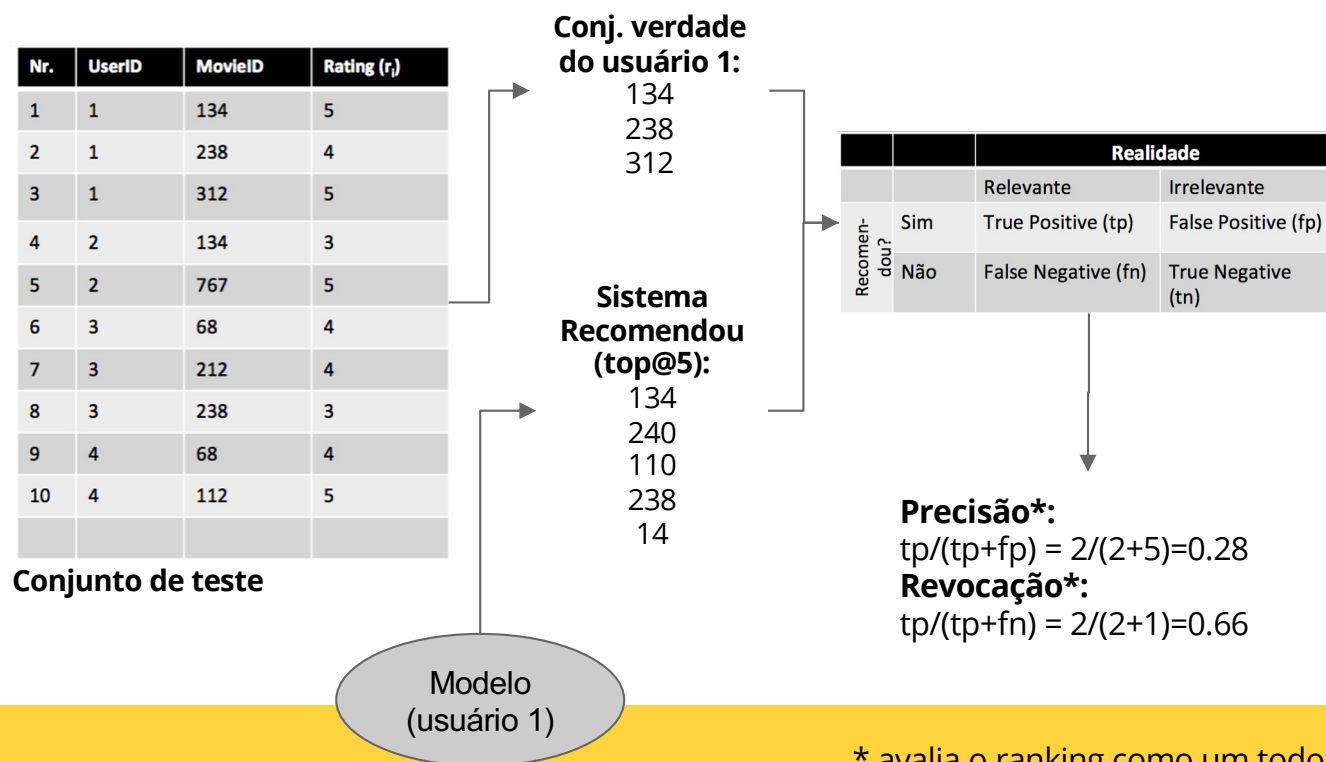 Nr. UserID MovieID Rating (ri)
1 1 134 5
2 1 238 4
3 1 312 5
4 2 134 3
5 2 767 5
6 3 68 4
7 3 212 4
8 3 238 3
9 4 68 4
10 4 112 5
Conjunto de teste
Conj. verdade
do usuário 1:
134
238
312
Sistema
Recomendou
(top@5):
134
240
110
238
14
Modelo
(usuário 1)
Realidade
Relevante Irrelevante
Recomen-
dou?
Sim True Positive (tp) False Positive (fp)
Não False Negative (fn) True Negative
(tn)
Precisão*:
tp/(tp+fp) = 2/(2+5)=0.28
Revocação*:
tp/(tp+fn) = 2/(2+1)=0.66
* avalia o ranking como um todo